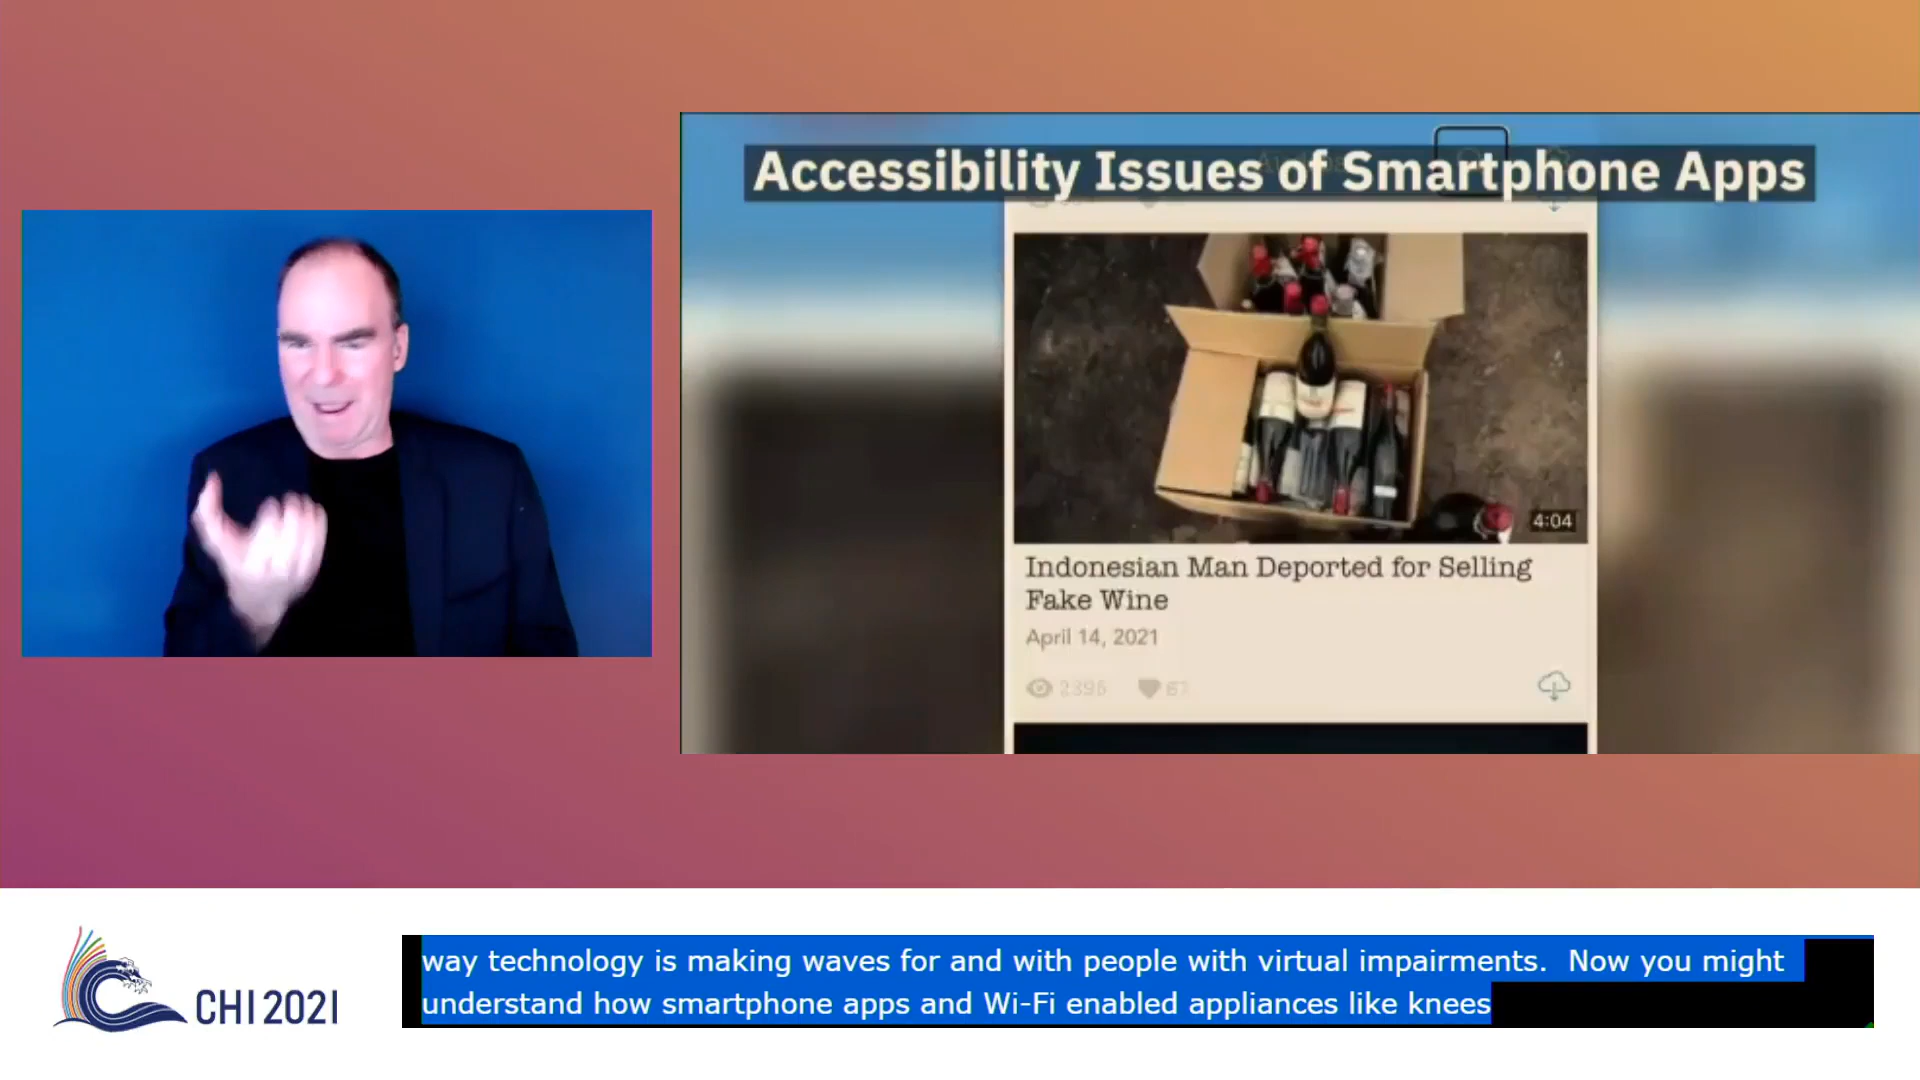 Accessibility Issues of Smartphone Apps
4:04
Indonesian Man Deported for Selling
Fake Wine
April 14, 2021
2395
67
CHI 2021
way technology is making waves for and with people with virtual impairments.  Now you might
understand how smartphone apps and Wi-Fi enabled appliances like knees